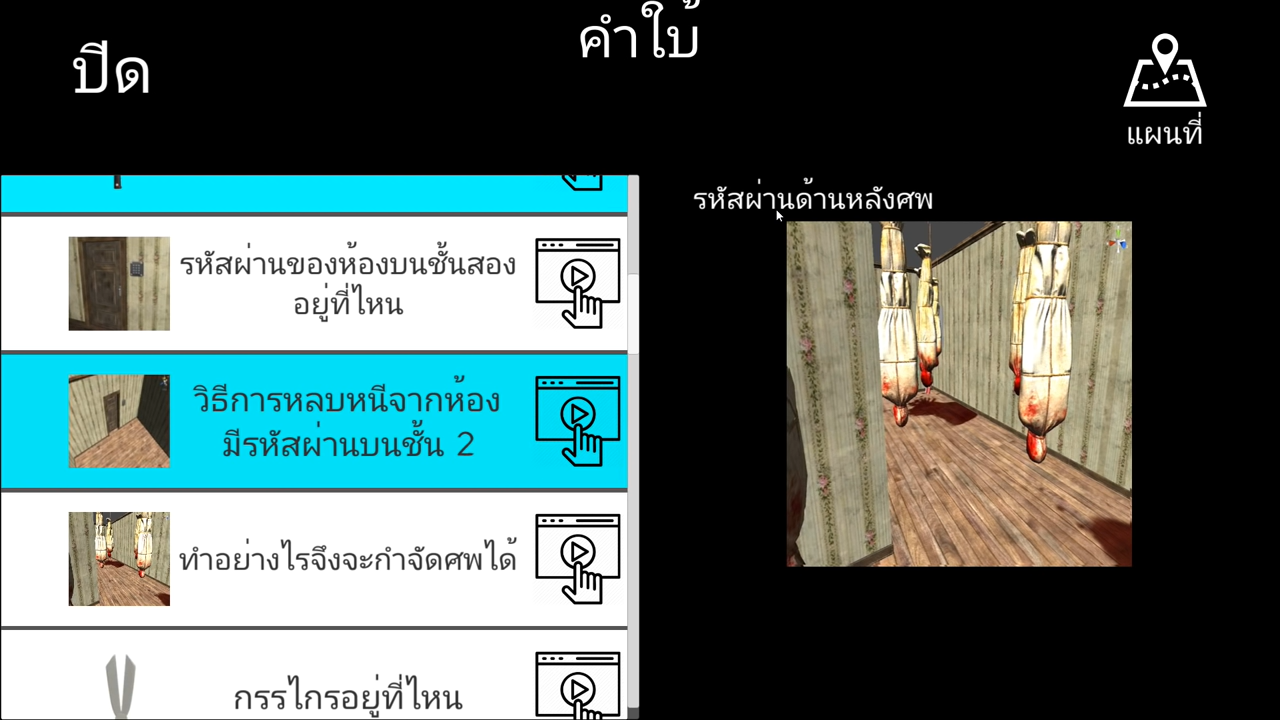 คำใบ้
ปิด
แผนที่
รหัสผ่านของห้องบนชั้นสอง
อยู่ที่ไหน
วิธีการหลบหนีจากห้อง
มีรหัสผ่านบนชั้น 2
ทำอย่างไรจึงจะกำจัดศพได้
กรรไกรอยู่ที่ไหน
รหัสผ่านด้านหลังศพ